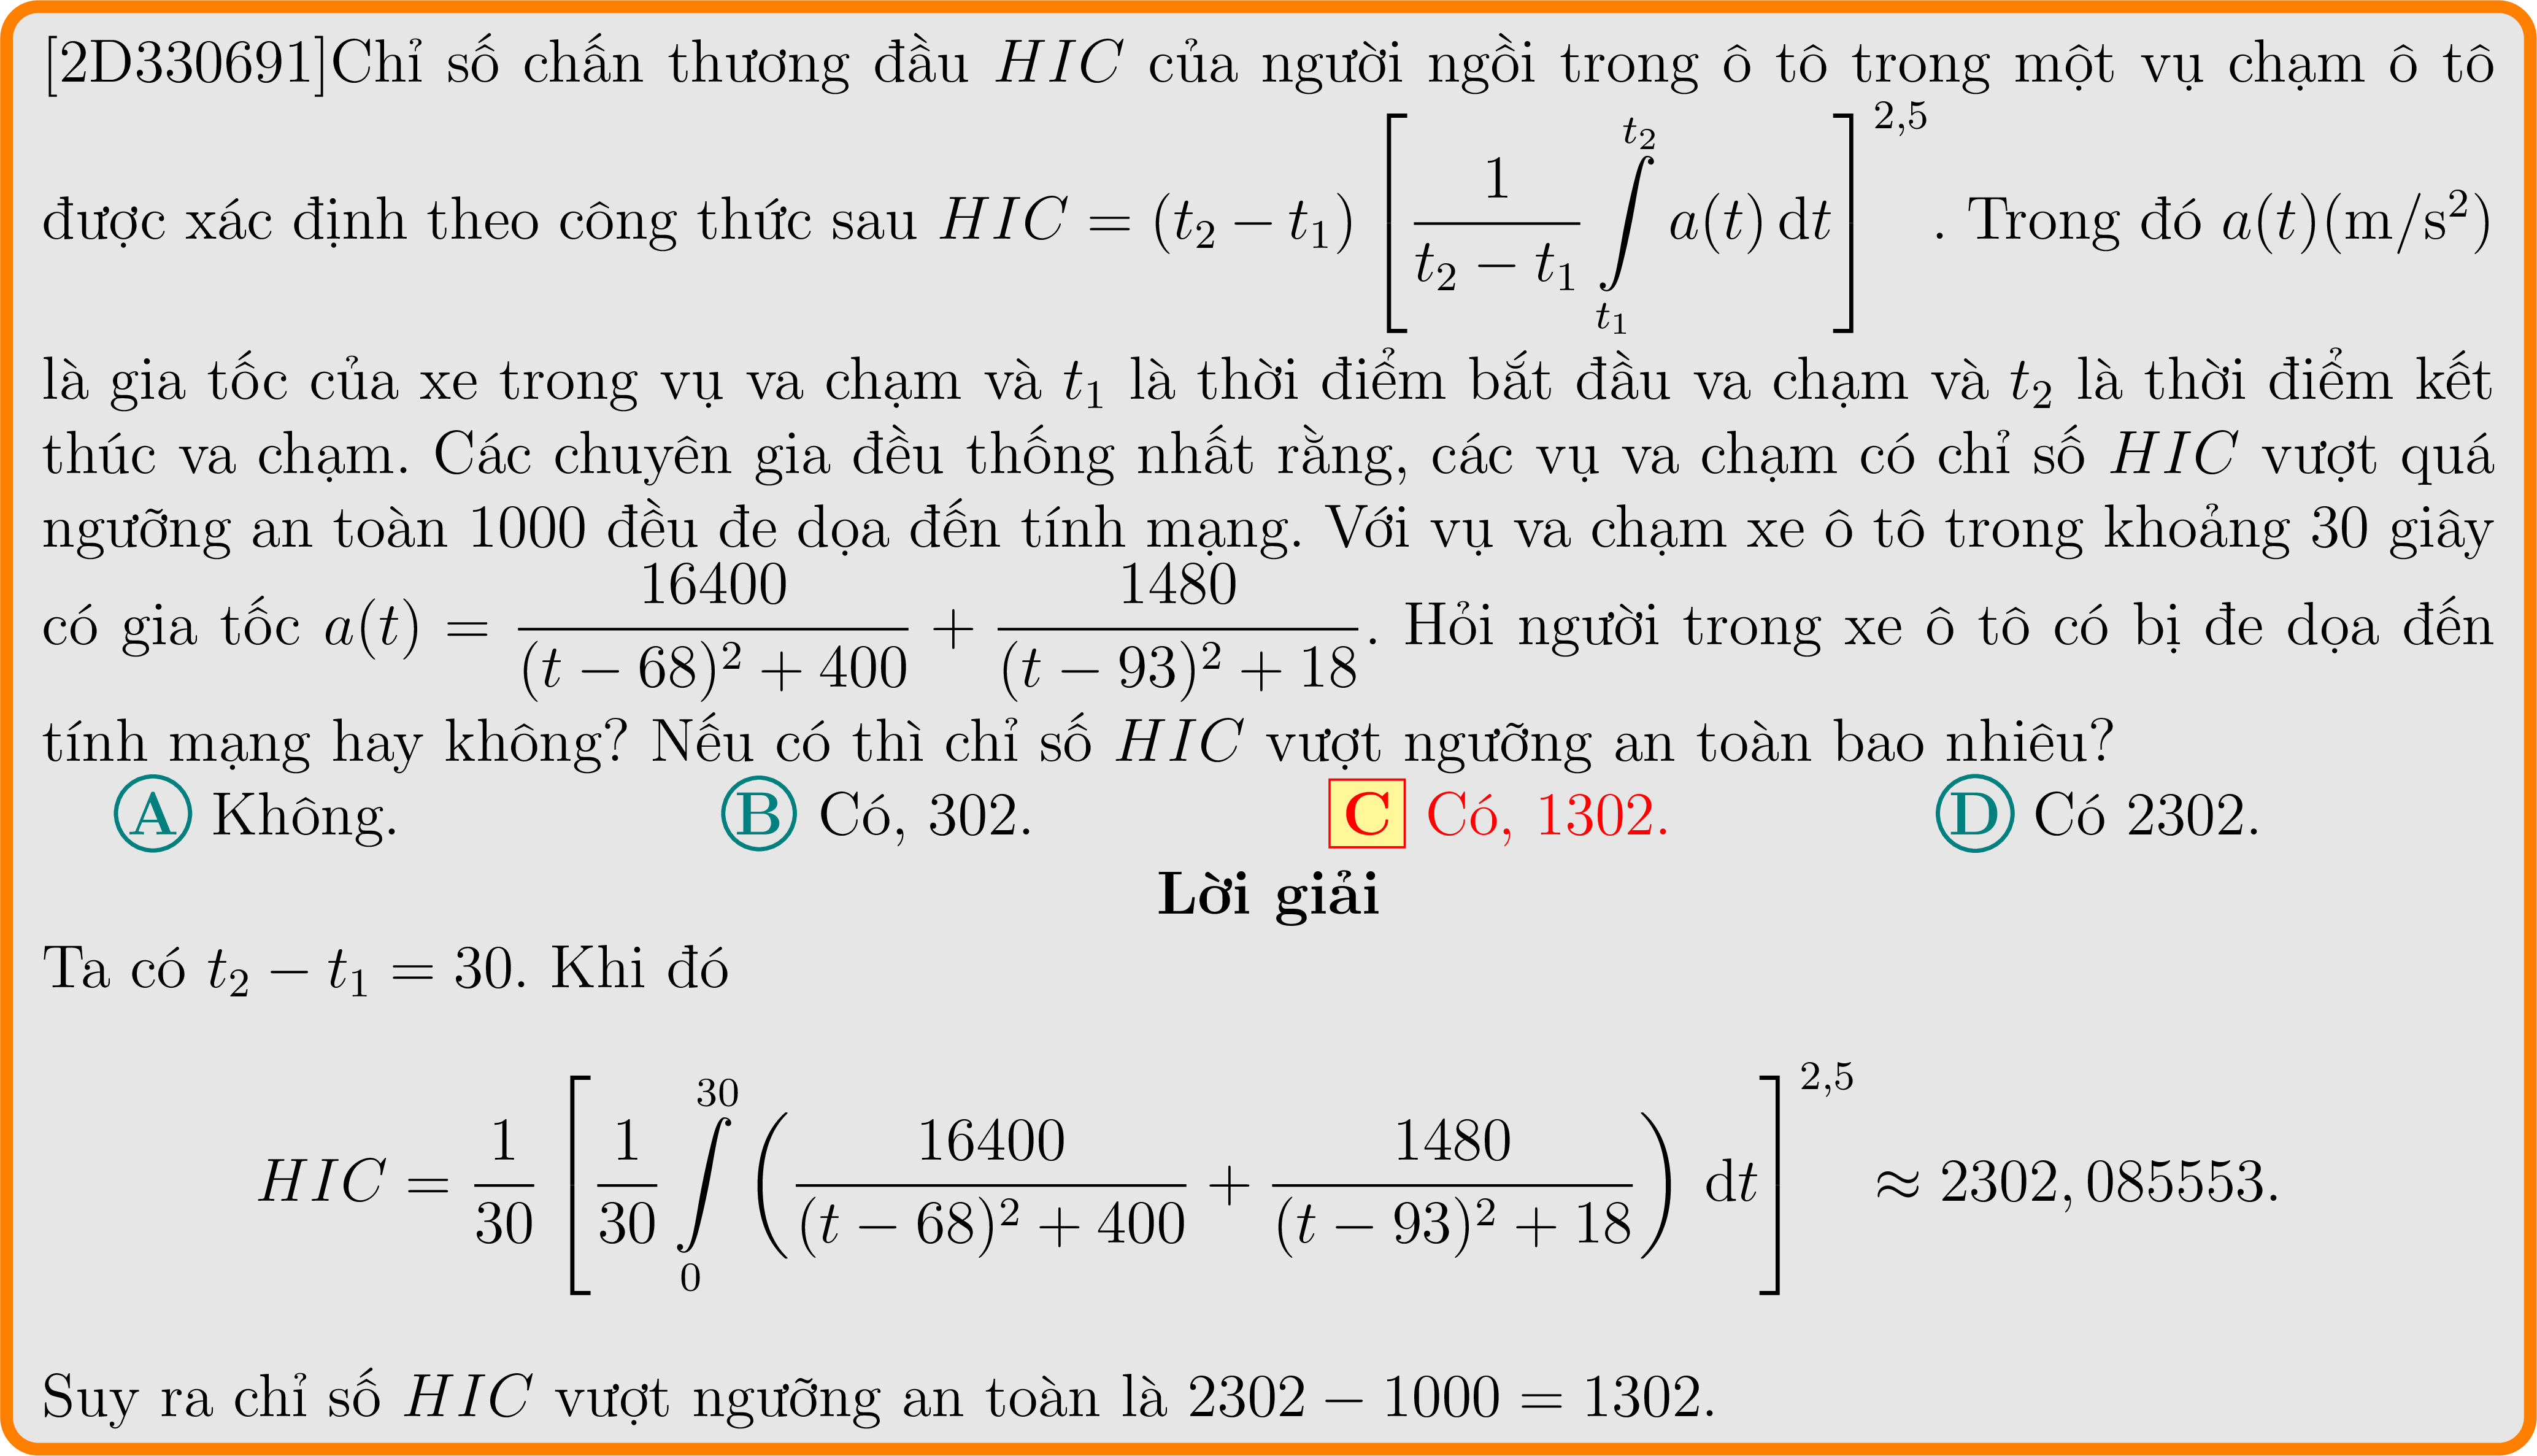 [2D330691]Chỉ số chấn thương đầu HIC của người ngồi trong ô tô trong một vụ chạm ô tô
được xác định theo công thức sau $HIC = (t_2 - t_1) \left[ \frac{1}{t_2 - t_1} \int\limits_{t_1}^{t_2} a(t) \, \mathrm{d}t \right]^{2,5}$. Trong đó $a(t)(\mathrm{m/s^2})$
là gia tốc của xe trong vụ va chạm và $t_1$ là thời điểm bắt đầu va chạm và $t_2$ là thời điểm kết
thúc va chạm. Các chuyên gia đều thống nhất rằng, các vụ va chạm có chỉ số HIC vượt quá
ngưỡng an toàn 1000 đều đe dọa đến tính mạng. Với vụ va chạm xe ô tô trong khoảng 30 giây
có gia tốc $a(t) = \frac{16400}{(t - 68)^2 + 400} + \frac{1480}{(t - 93)^2 + 18}$. Hỏi người trong xe ô tô có bị đe dọa đến
tính mạng hay không? Nếu có thì chỉ số HIC vượt ngưỡng an toàn bao nhiêu?
A Không. B Có, 302. C Có, 1302. D Có 2302.
Lời giải
Ta có $t_2 - t_1 = 30$. Khi đó
$HIC = \frac{1}{30} \left[ \frac{1}{30} \int\limits_{0}^{30} \left( \frac{16400}{(t - 68)^2 + 400} + \frac{1480}{(t - 93)^2 + 18} \right) \, \mathrm{d}t \right]^{2,5} \approx 2302,085553.$
Suy ra chỉ số HIC vượt ngưỡng an toàn là 2302 − 1000 = 1302.